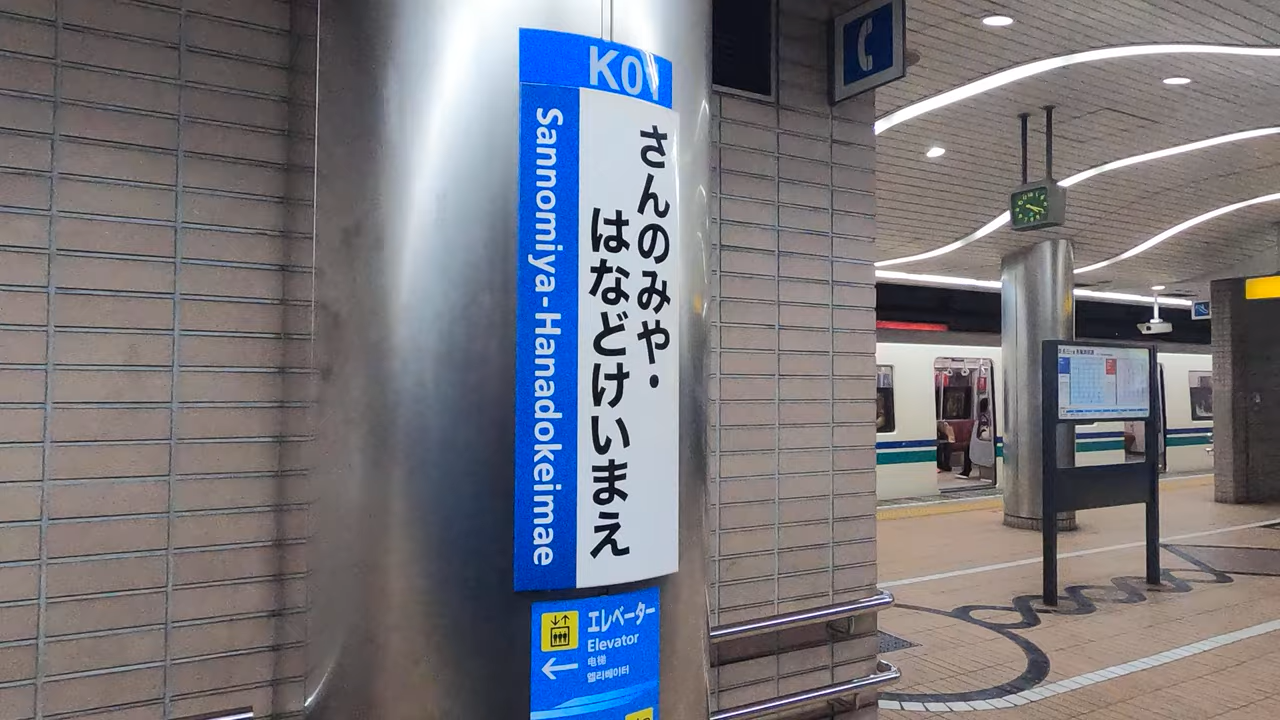 K01
さんのみや・
はなどけいまえ
Sannomiya-Hanadokeimae
エレベーター
Elevator
电梯
엘리베이터